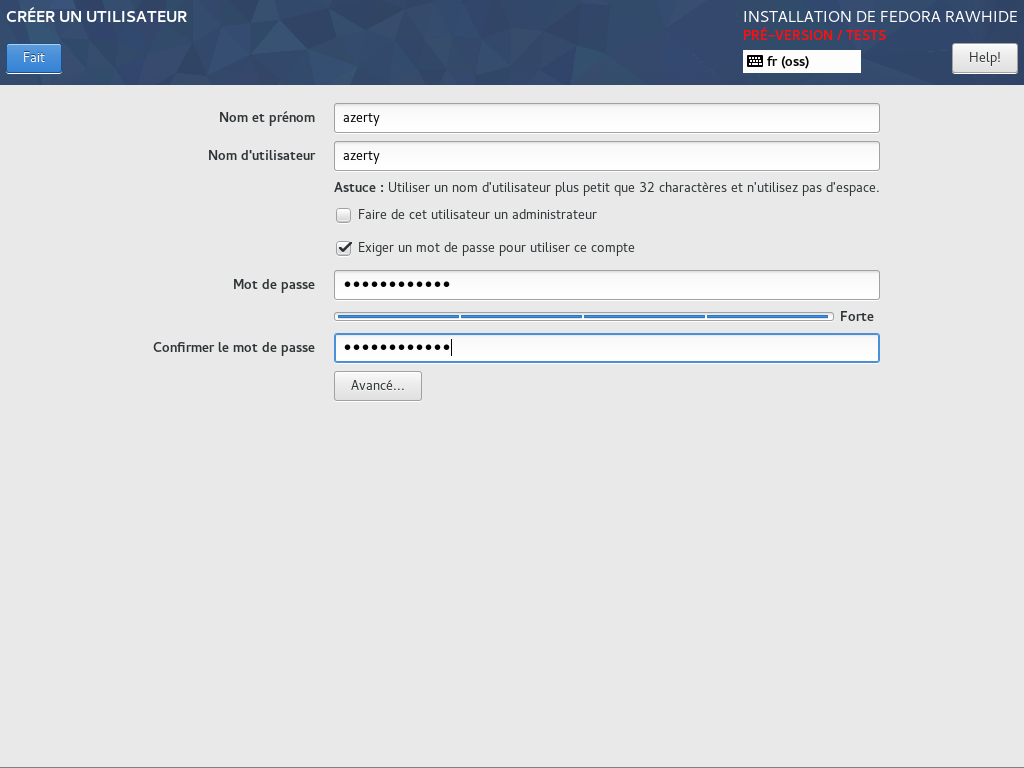 CRÉER UN UTILISATEUR
INSTALLATION DE FEDORA RAWHIDE
PRÉ-VERSION / TESTS
Fait
fr (oss)
Help!
Nom et prénom
azerty
Nom d'utilisateur
azerty
Astuce : Utiliser un nom d'utilisateur plus petit que 32 charactères et n'utilisez pas d'espace.
Faire de cet utilisateur un administrateur
Exiger un mot de passe pour utiliser ce compte
Mot de passe
••••••••••••
Forte
Confirmer le mot de passe
••••••••••••
Avancé...